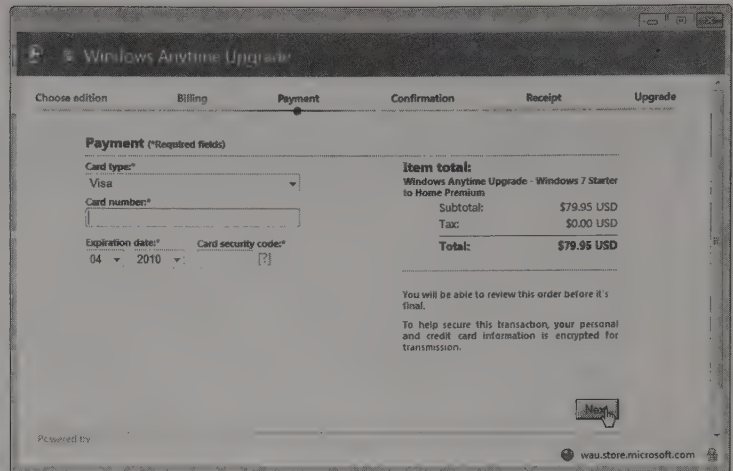 Windows Anytime Upgrade
Choose edition Billing Payment Confirmation Receipt Upgrade
Payment (*Required fields)
Card type:*
Visa
Card number:*
Expiration date:* Card security code:*
04 2010 [?]
Item total:
Windows Anytime Upgrade - Windows 7 Starter
to Home Premium
Subtotal: $79.95 USD
Tax: $0.00 USD
Total: $79.95 USD
You will be able to review this order before it's
final.
To help secure this transaction, your personal
and credit card information is encrypted for
transmission.
Next
Powered by
wau.store.microsoft.com